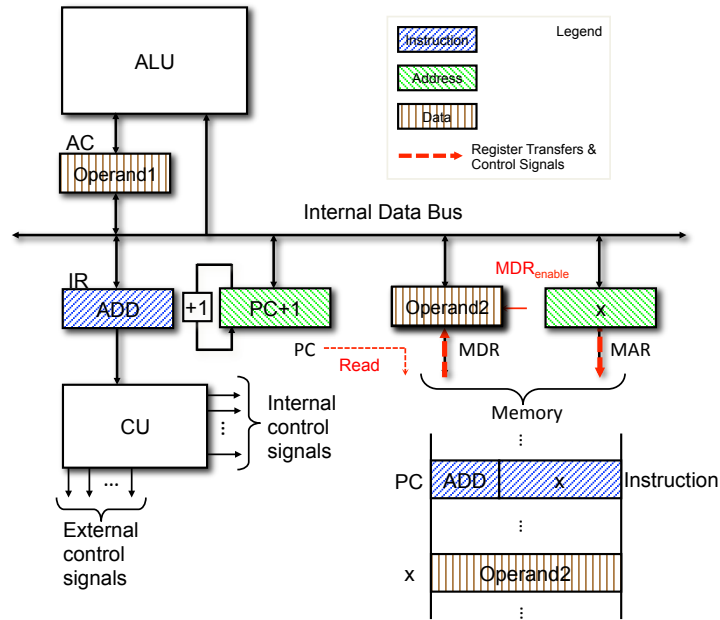 ALU
Legend
Instruction
Address
Data
Register Transfers &
Control Signals
AC
Operand1
Internal Data Bus
IR
ADD
+1
PC+1
MDRenable
Operand2
x
PC
Read
MDR
MAR
CU
...
...
Internal
control
signals
External
control
signals
Memory
...
PC
ADD
x
Instruction
...
x
Operand2
...